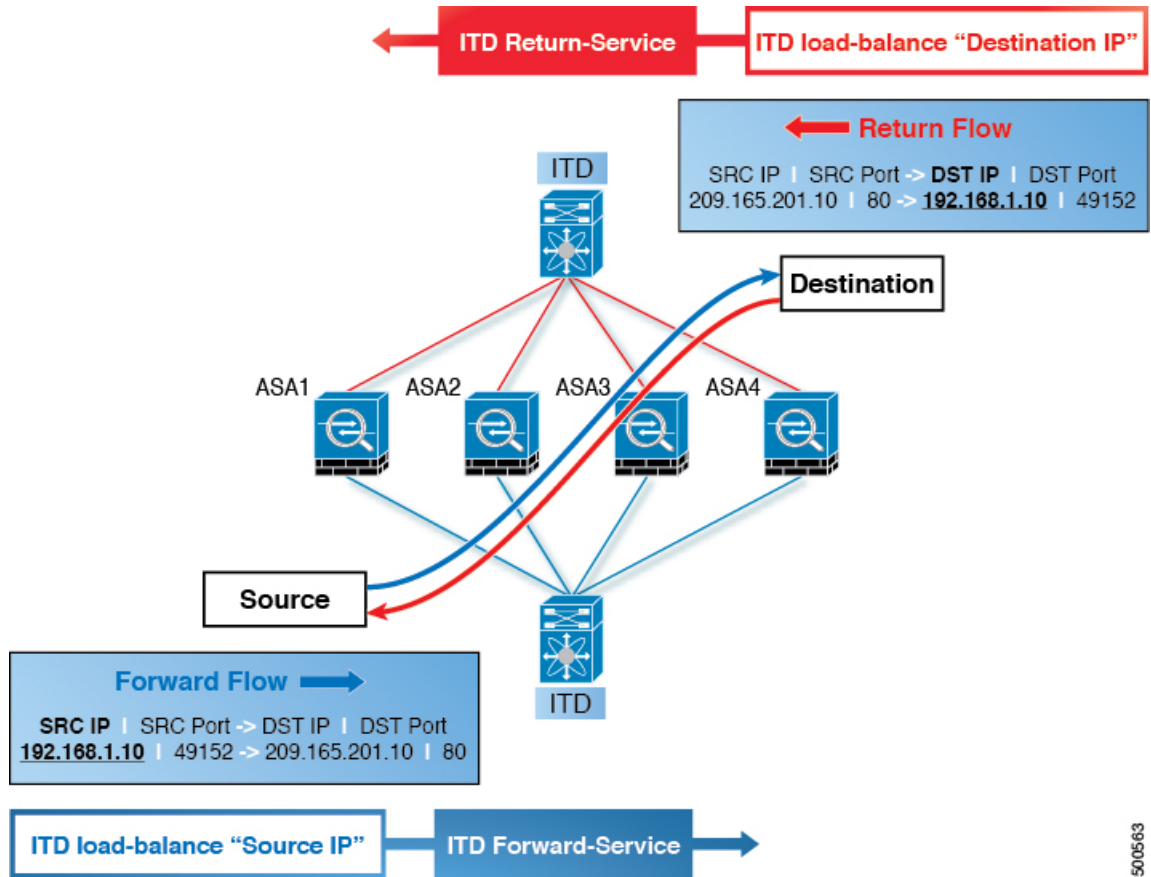 ITD Return-Service
ITD load-balance “Destination IP”
Return Flow
SRC IP | SRC Port -> DST IP | DST Port
209.165.201.10 | 80 -> 192.168.1.10 | 49152
ITD
Destination
ASA1
ASA2
ASA3
ASA4
Source
ITD
Forward Flow
SRC IP | SRC Port -> DST IP | DST Port
192.168.1.10 | 49152 -> 209.165.201.10 | 80
ITD load-balance “Source IP”
ITD Forward-Service
500563